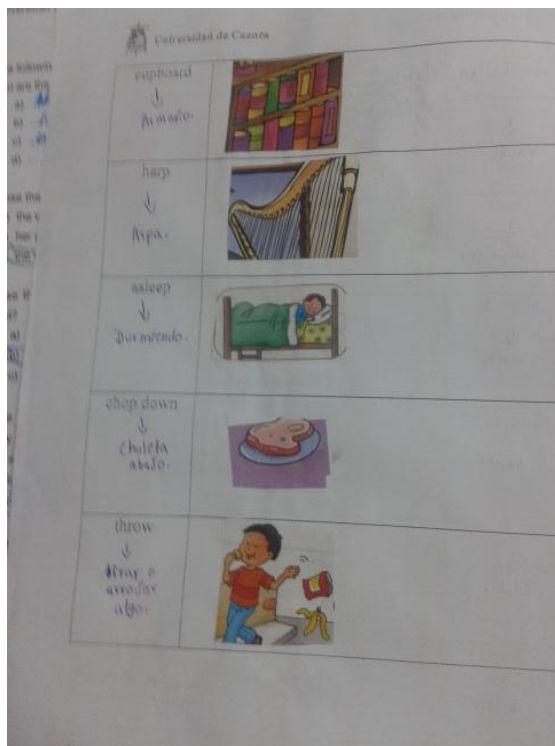 Universidad de Cuenca
cupboard
Armario.
harp
Arpa.
asleep
Durmiendo.
chop down
Chuleta
abajo.
throw
tirar o
arrojar
algo.
a)
b)
c)
d)